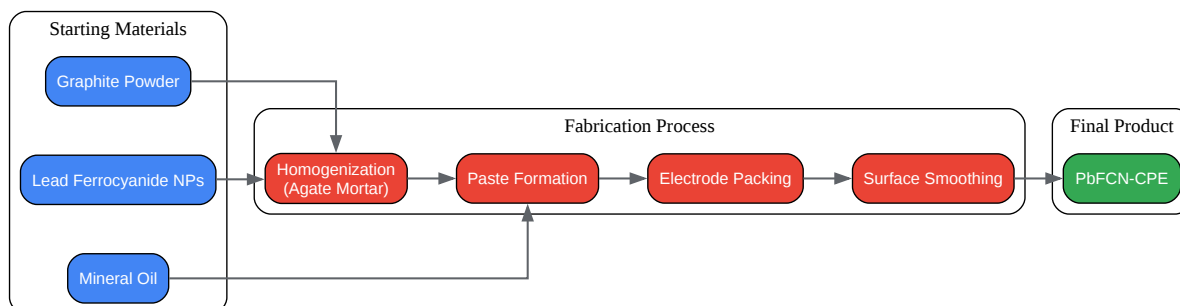 Starting Materials
Graphite Powder
Lead Ferrocyanide NPs
Mineral Oil
Fabrication Process
Homogenization
(Agate Mortar)
Paste Formation
Electrode Packing
Surface Smoothing
Final Product
PbFCN-CPE